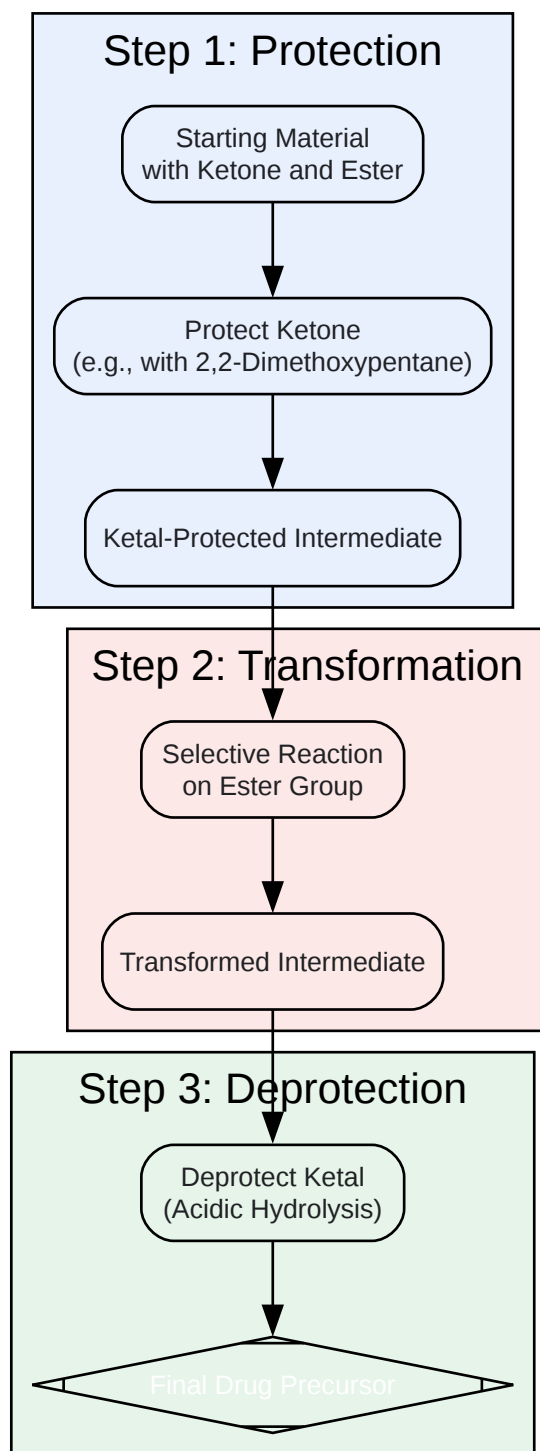 Step 1: Protection
Starting Material
with Ketone and Ester
Protect Ketone
(e.g., with 2,2-Dimethoxypentane)
Ketal-Protected Intermediate
Step 2: Transformation
Selective Reaction
on Ester Group
Transformed Intermediate
Step 3: Deprotection
Deprotect Ketal
(Acidic Hydrolysis)
Final Drug Precursor